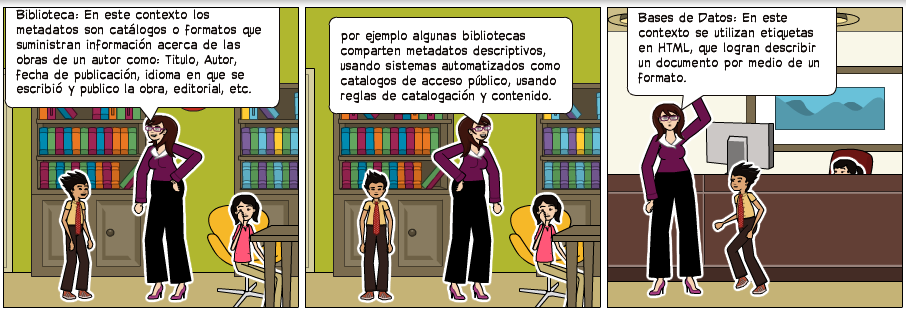 Biblioteca: En este contexto los
metadatos son catálogos o formatos que
suministran información acerca de las
obras de un autor como: Titulo, Autor,
fecha de publicación, idioma en que se
escribió y publico la obra, editorial, etc.
por ejemplo algunas bibliotecas
comparten metadatos descriptivos,
usando sistemas automatizados como
catalogos de acceso público, usando
reglas de catalogación y contenido.
Bases de Datos: En este
contexto se utilizan etiquetas
en HTML, que logran describir
un documento por medio de un
formato.